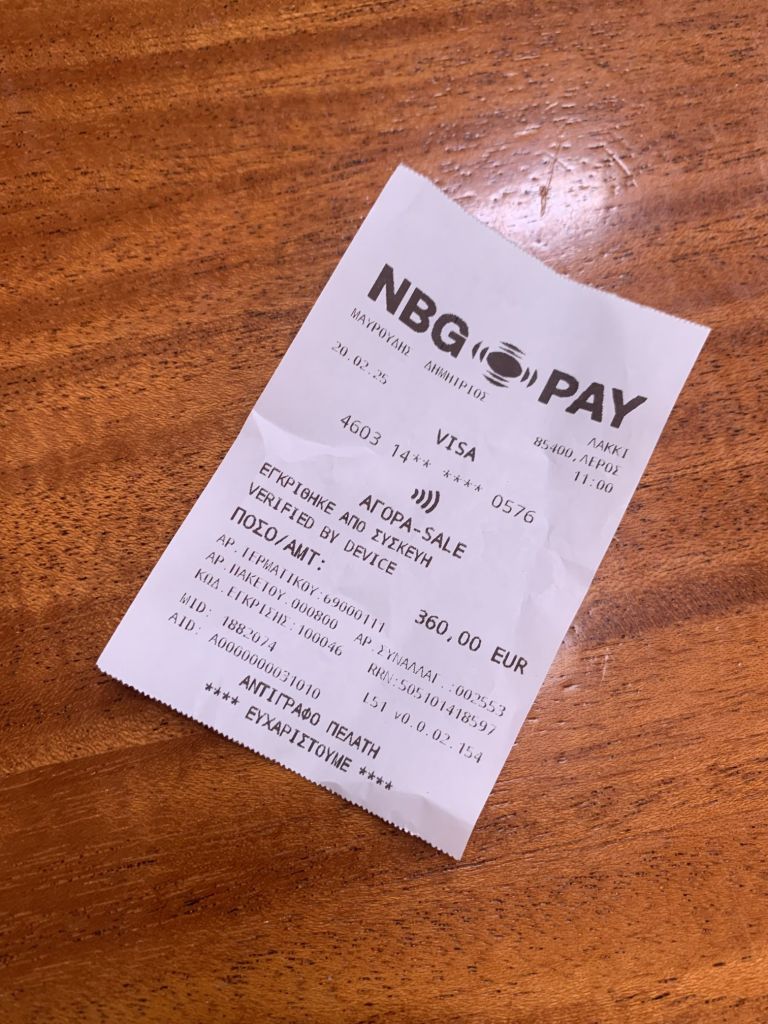 NBG PAY
ΜΑΥΡΟΥΔΗΣ ΔΗΜΗΤΡΙΟΣ ΛΑΚΚΙ
85400,ΛΕΡΟΣ
20.02.25 11:00
VISA
4603 14** **** 0576
ΑΓΟΡΑ-SALE
ΕΓΚΡΙΘΗΚΕ ΑΠΟ ΣΥΣΚΕΥΗ
VERIFIED BY DEVICE
ΠΟΣΟ/AMT: 360,00 EUR
ΑΡ.ΤΕΡΜΑΤΙΚΟΥ:69000111
ΑΡ.ΠΑΚΕΤΟΥ.000800 ΑΡ.ΣΥΝΑΛΛΑΓ.:002553
ΚΩΔ.ΕΓΚΡΙΣΗΣ:100046 RRN:505101418597
MID: 1882074
AID: A0000000031010 L51 v0.0.02.154
ΑΝΤΙΓΡΑΦΟ ΠΕΛΑΤΗ
**** ΕΥΧΑΡΙΣΤΟΥΜΕ ****